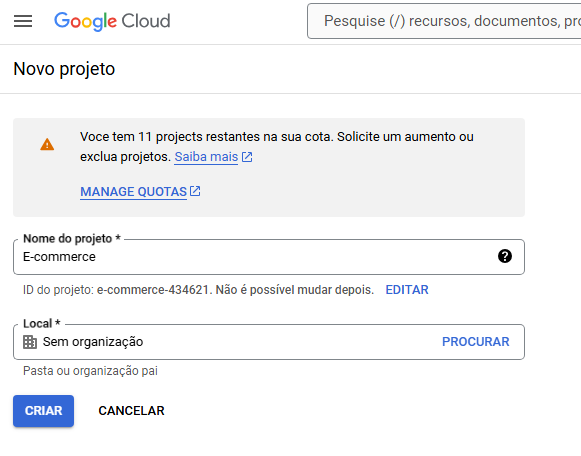 Google Cloud
Pesquise (/) recursos, documentos, pro
Novo projeto
Voce tem 11 projects restantes na sua cota. Solicite um aumento ou
exclua projetos. Saiba mais
MANAGE QUOTAS
Nome do projeto *
E-commerce
ID do projeto: e-commerce-434621. Não é possível mudar depois. EDITAR
Local *
Sem organização PROCURAR
Pasta ou organização pai
CRIAR CANCELAR